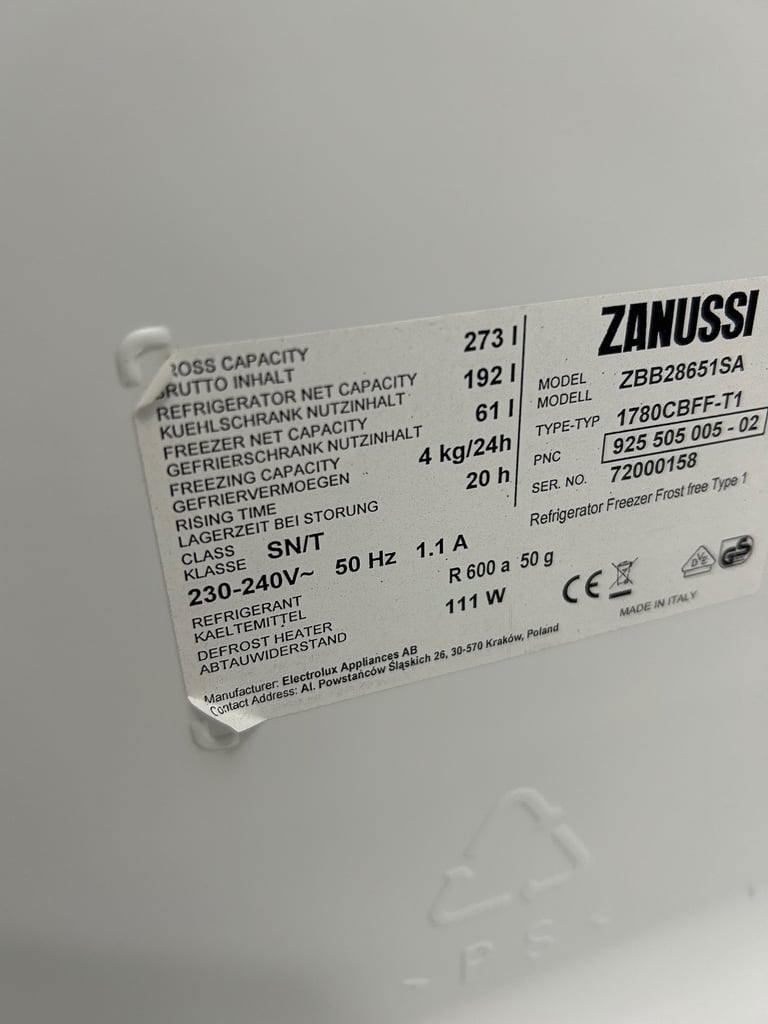 ROSS CAPACITY
BRUTTO INHALT
273 l
REFRIGERATOR NET CAPACITY
KUEHLSCHRANK NUTZINHALT
192 l
FREEZER NET CAPACITY
GEFRIERSCHRANK NUTZINHALT
61 l
FREEZING CAPACITY
GEFRIERVERMOEGEN
4 kg/24h
RISING TIME
LAGERZEIT BEI STORUNG
20 h
CLASS
KLASSE
SN/T
230-240V~ 50 Hz 1.1 A
REFRIGERANT
KAELTEMITTEL
R 600 a 50 g
DEFROST HEATER
ABTAUWIDERSTAND
111 W
Manufacturer: Electrolux Appliances AB
Contact Address: Al. Powstańców Śląskich 26, 30-570 Kraków, Poland
ZANUSSI
MODEL
MODELL
ZBB28651SA
TYPE-TYP 1780CBFF-T1
PNC 925 505 005 - 02
SER. NO. 72000158
Refrigerator Freezer Frost free Type 1
CE
DVE
GS
MADE IN ITALY
- P S -